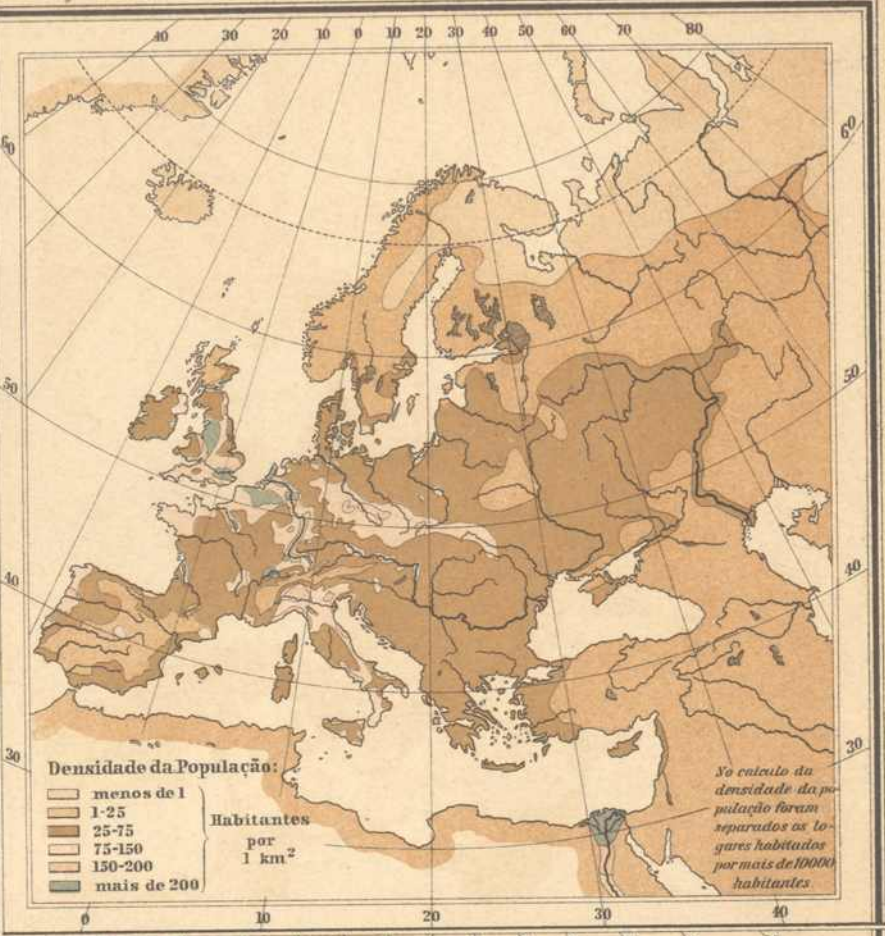 40 30 20 10 0 10 20 30 40 50 60 70 80
60 60
50 50
40 40
30 30
Densidade da População:
menos de 1
1-25
25-75
75-150
150-200
mais de 200
Habitantes
por
1 km²
No calculo da
densidade da po-
pulação foram
separados os lo-
gares habitados
por mais de 10000
habitantes
0 10 20 30 40